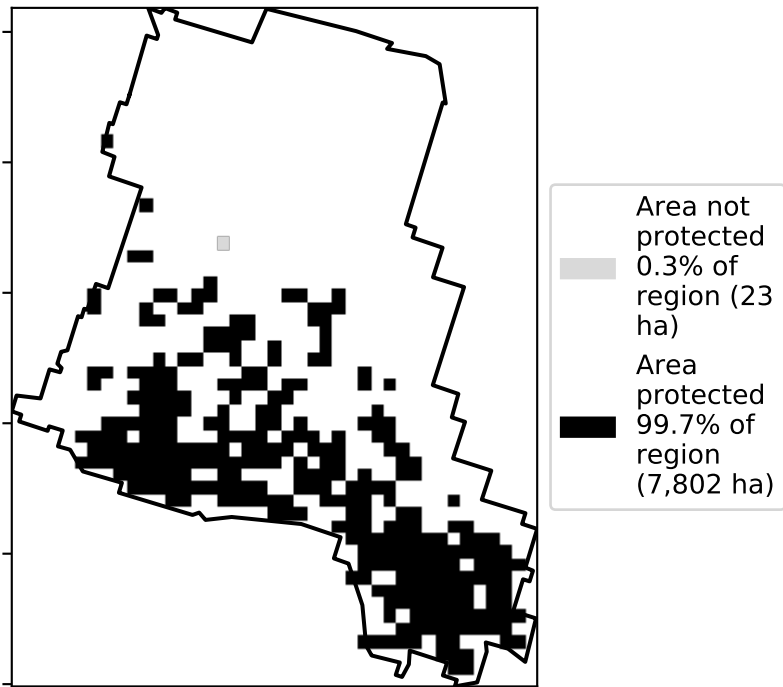 Area not
protected
0.3% of
region (23
ha)
Area
protected
99.7% of
region
(7,802 ha)